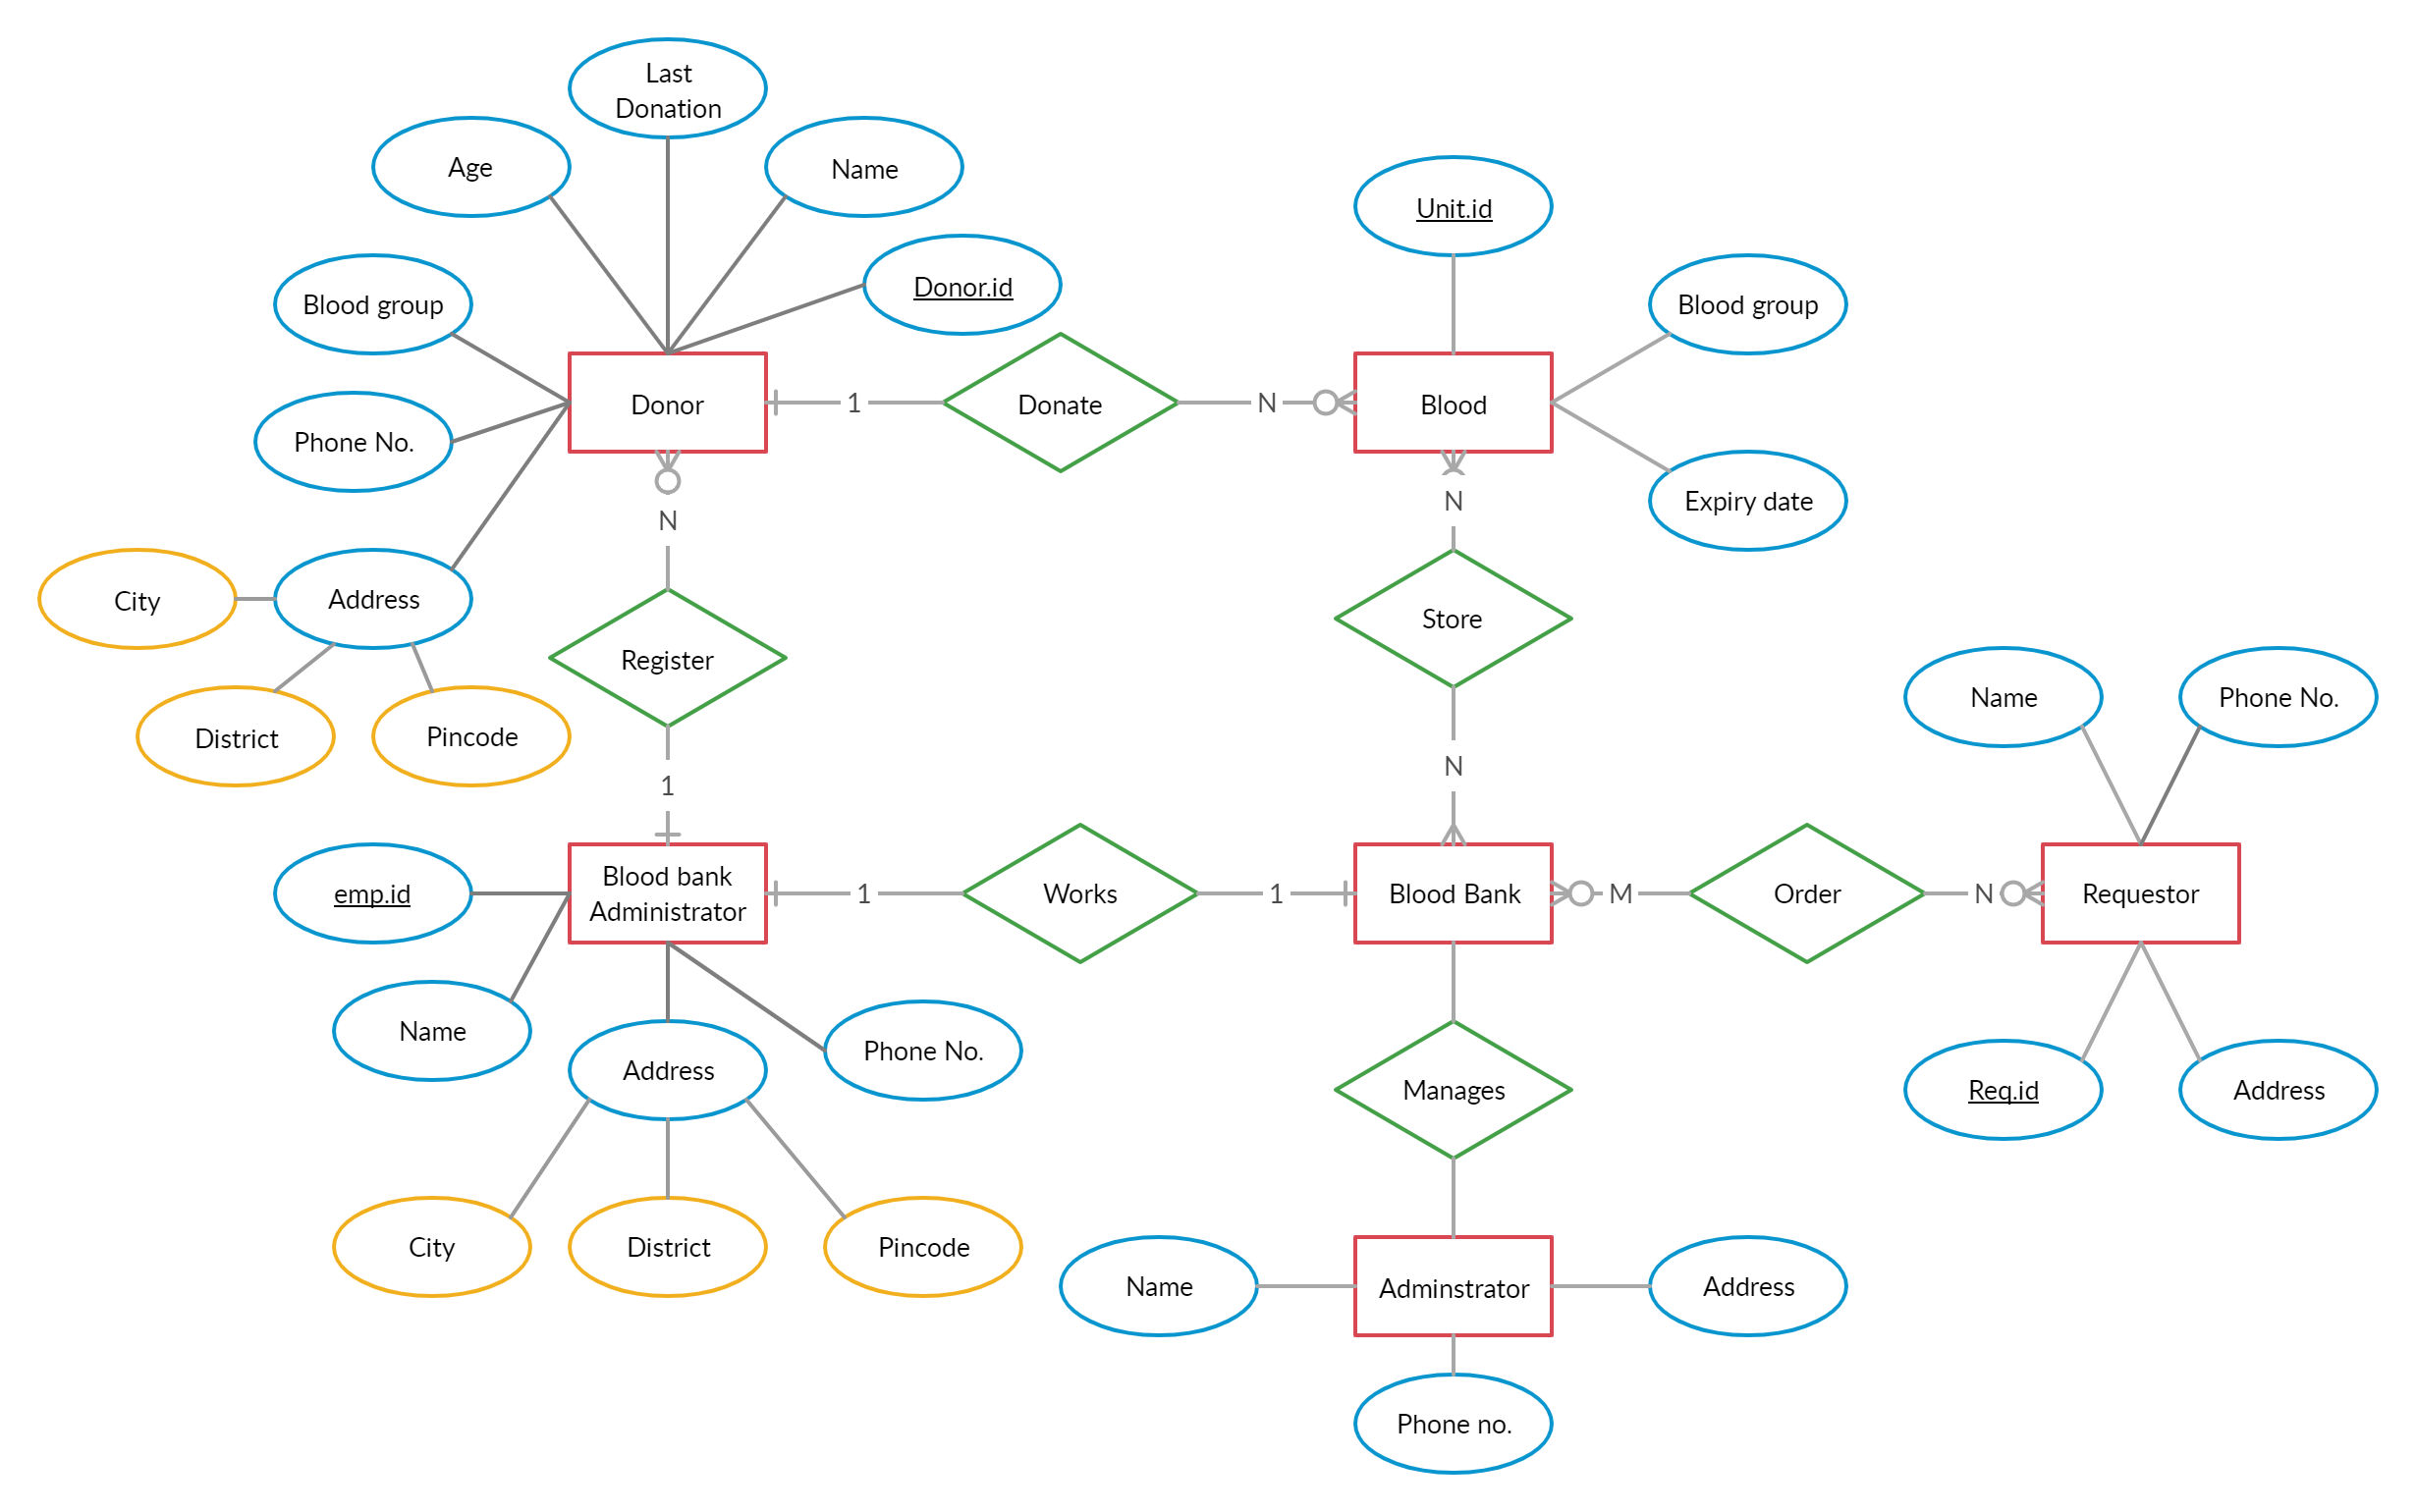 Last
Donation
Age
Name
Unit.id
Donor.id
Blood group
Blood group
Donor
1
Donate
N
Blood
Phone No.
Expiry date
N
N
City
Address
Store
Register
District
Pincode
Name
Phone No.
1
N
emp.id
Blood bank
Administrator
1
Works
1
Blood Bank
M
Order
N
Requestor
Name
Address
Phone No.
Manages
Req.id
Address
City
District
Pincode
Name
Adminstrator
Address
Phone no.